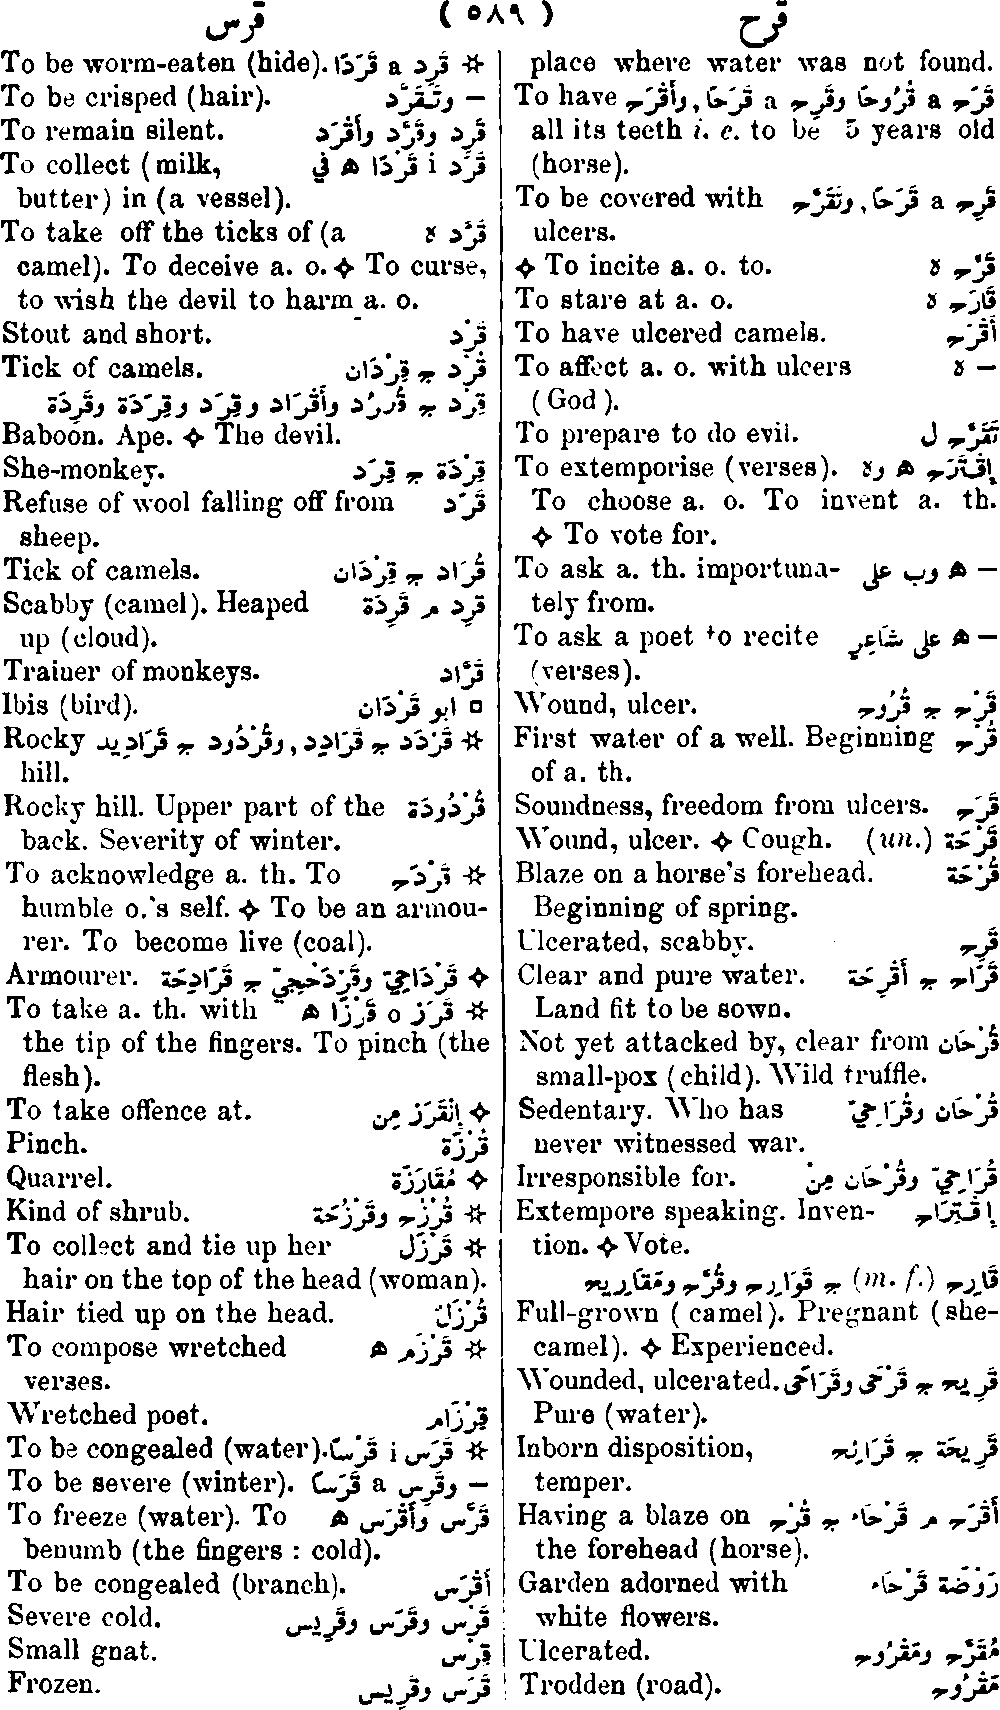 قرح ( ٥٨٩ ) قرس
place where water was not found.
To have قَرَح a قُرُوحًا وقَرِح a قَرَحًا, وأَقْرَح
all its teeth i. e. to be 5 years old
(horse).
To be covered with قَرِح a قَرَحًا, وتَقَرَّح
ulcers.
✧ To incite a. o. to. قَرَّح ه
To stare at a. o. قَارَح ه
To have ulcered camels. أَقْرَح
To affect a. o. with ulcers — ه
(God).
To prepare to do evil. تَقَرَّح ل
To extemporise (verses). إِقْتَرَح ھ وه
To choose a. o. To invent a. th.
✧ To vote for.
To ask a. th. importuna- — ھ وب على
tely from.
To ask a poet to recite — ھ على شَاعِرٍ
(verses).
Wound, ulcer. قَرْح ج قُرُوح
First water of a well. Beginning قُرْح
of a. th.
Soundness, freedom from ulcers. قَرَح
Wound, ulcer. ✧ Cough. (un.) قَرْحَة
Blaze on a horse's forehead. قُرْحَة
Beginning of spring.
Ulcerated, scabby. قَرِح
Clear and pure water. قَرَاح ج أَقْرِحَة
Land fit to be sown.
Not yet attacked by, clear from قُرْحَان
small-pox (child). Wild truffle.
Sedentary. Who has قُرْحَان وقُرَاحِيّ
never witnessed war.
Irresponsible for. قُرَاحِيّ وقُرْحَان مِنْ
Extempore speaking. Inven- إِقْتِرَاح
tion. ✧ Vote.
قَارِح (m. f.) ج قَوَارِح وقُرَّح ومَقَارِيح
Full-grown (camel). Pregnant (she-
camel). ✧ Experienced.
Wounded, ulcerated. قَرِيح ج قَرْحَى وقَرَاحَى
Pure (water).
Inborn disposition, قَرِيحَة ج قَرَائِح
temper.
Having a blaze on أَقْرَح م قَرْحَاء ج قُرْح
the forehead (horse).
Garden adorned with رَوْضَة قَرْحَاء
white flowers.
Ulcerated. مُقَرَّح ومَقْرُوح
Trodden (road). مَقْرُوح
To be worm-eaten (hide). ☆ قَرِد a قَرَدًا
To be crisped (hair). — وتَقَرَّد
To remain silent. قَرِد وقَرَّد وأَقْرَد
To collect (milk, قَرَد i قَرْدًا ھ في
butter) in (a vessel).
To take off the ticks of (a قَرَّد ه
camel). To deceive a. o. ✧ To curse,
to wish the devil to harm a. o.
Stout and short. قَرْد
Tick of camels. قُرْد ج قِرْدَان
قِرْد ج قُرُود وأَقْرَاد وقِرَد وقِرَدَة وقَرِدَة
Baboon. Ape. ✧ The devil.
She-monkey. قِرْدَة ج قِرَد
Refuse of wool falling off from قَرَد
sheep.
Tick of camels. قُرَاد ج قِرْدَان
Scabby (camel). Heaped قَرِد م قَرِدَة
up (cloud).
Trainer of monkeys. قَرَّاد
Ibis (bird). □ ابو قَرْدَان
Rocky ☆ قَرْدَد ج قَرَادِد, وقُرْدُود ج قَرَادِيد
hill.
Rocky hill. Upper part of the قُرْدُودَة
back. Severity of winter.
To acknowledge a. th. To ☆ قَرْدَح
humble o.'s self. ✧ To be an armou-
rer. To become live (coal).
Armourer. ✧ قَرْدَاحِيّ وقَرْدَحْجِيّ ج قَرَادِحَة
To take a. th. with ☆ قَرَز o قَرْزًا ھ
the tip of the fingers. To pinch (the
flesh).
To take offence at. ✧ إِنْقَرَز مِن
Pinch. قُرْزَة
Quarrel. ✧ مُقَارَزَة
Kind of shrub. ☆ قُرْزُح وقُرْزُحَة
To collect and tie up her ☆ قَرْزَل
hair on the top of the head (woman).
Hair tied up on the head. قُرْزُل
To compose wretched ☆ قَرْزَم ھ
verses.
Wretched poet. قِرْزَام
To be congealed (water). ☆ قَرَس i قَرْسًا
To be severe (winter). — وقَرِس a قَرَسًا
To freeze (water). To قَرَّس وأَقْرَس ھ
benumb (the fingers : cold).
To be congealed (branch). أَقْرَس
Severe cold. قَرْس وقَرَس وقَرِيس
Small gnat. قِرْس
Frozen. قَرَس وقَرِيس